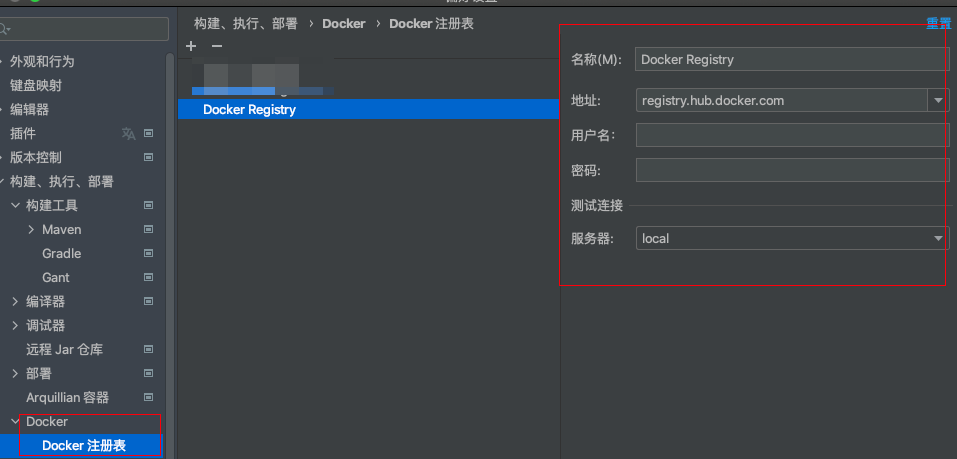 构建、执行、部署 › Docker › Docker 注册表
重置
外观和行为
键盘映射
编辑器
插件
版本控制
构建、执行、部署
构建工具
Maven
Gradle
Gant
编译器
调试器
远程 Jar 仓库
部署
Arquillian 容器
Docker
Docker 注册表
Docker Registry
名称(M): Docker Registry
地址: registry.hub.docker.com
用户名:
密码:
测试连接
服务器: local